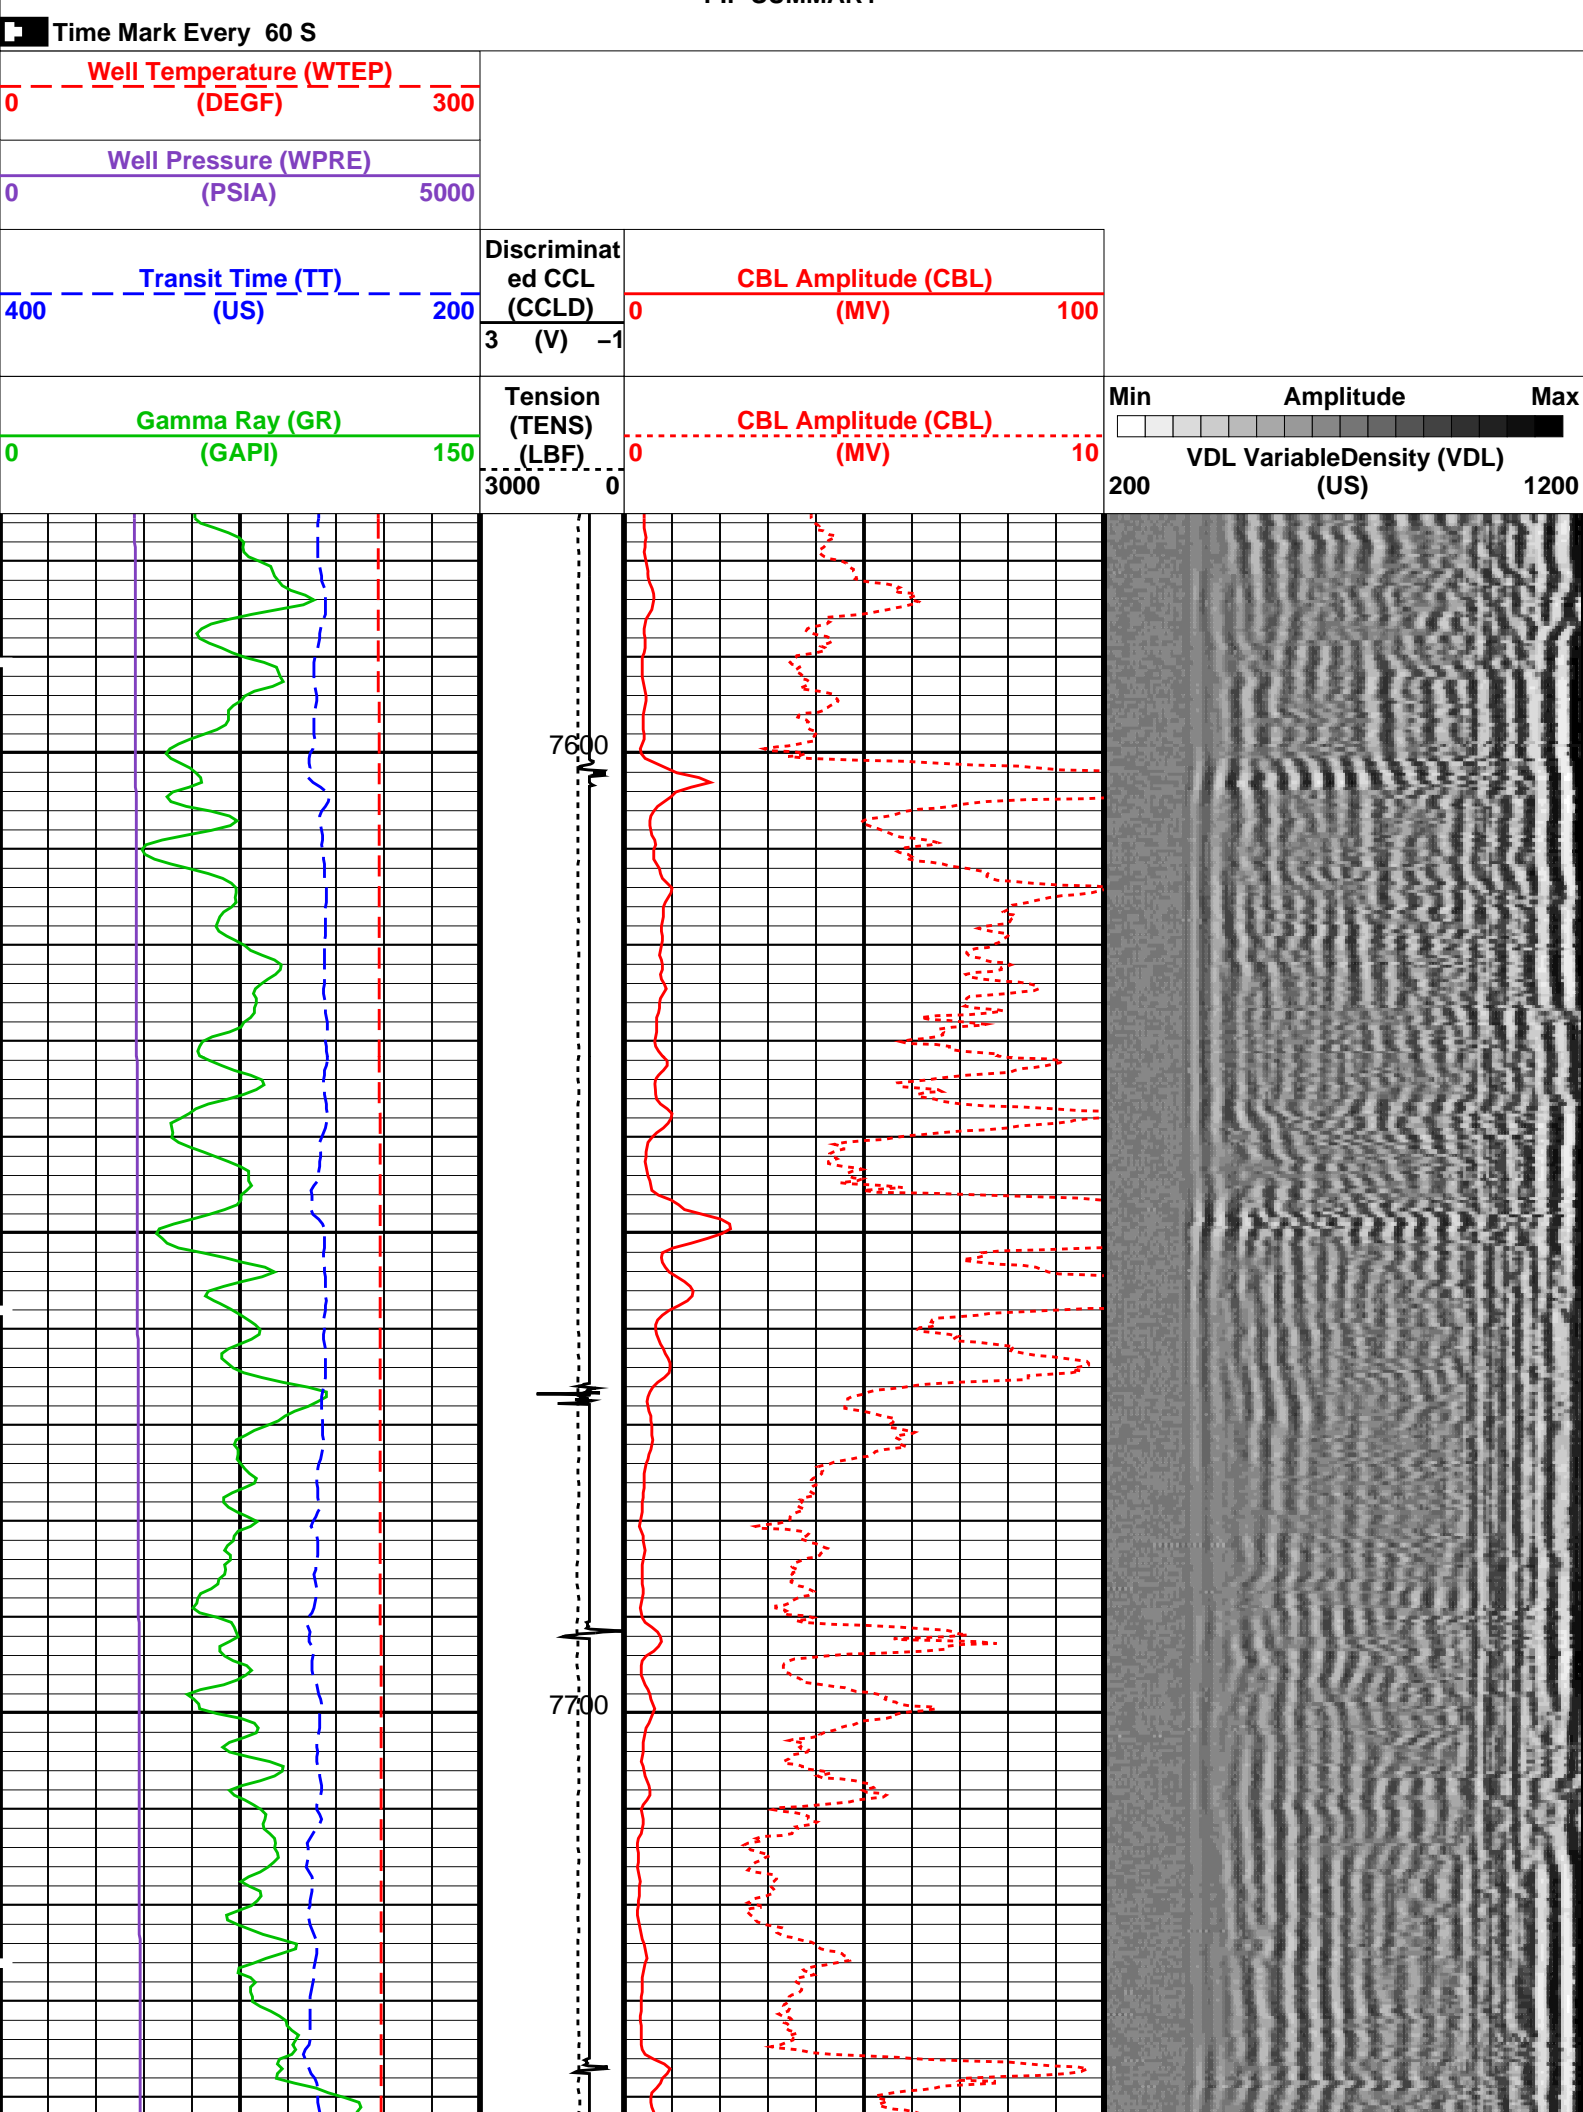 Time Mark Every 60 S
Well Temperature (WTEP)
0 (DEGF) 300
Well Pressure (WPRE)
0 (PSIA) 5000
Transit Time (TT)
400 (US) 200
Discriminat
ed CCL
(CCLD)
3 (V) –1
CBL Amplitude (CBL)
0 (MV) 100
Gamma Ray (GR)
0 (GAPI) 150
Tension
(TENS)
(LBF)
3000 0
CBL Amplitude (CBL)
0 (MV) 10
Min Amplitude Max
VDL VariableDensity (VDL)
200 (US) 1200
7600
7700